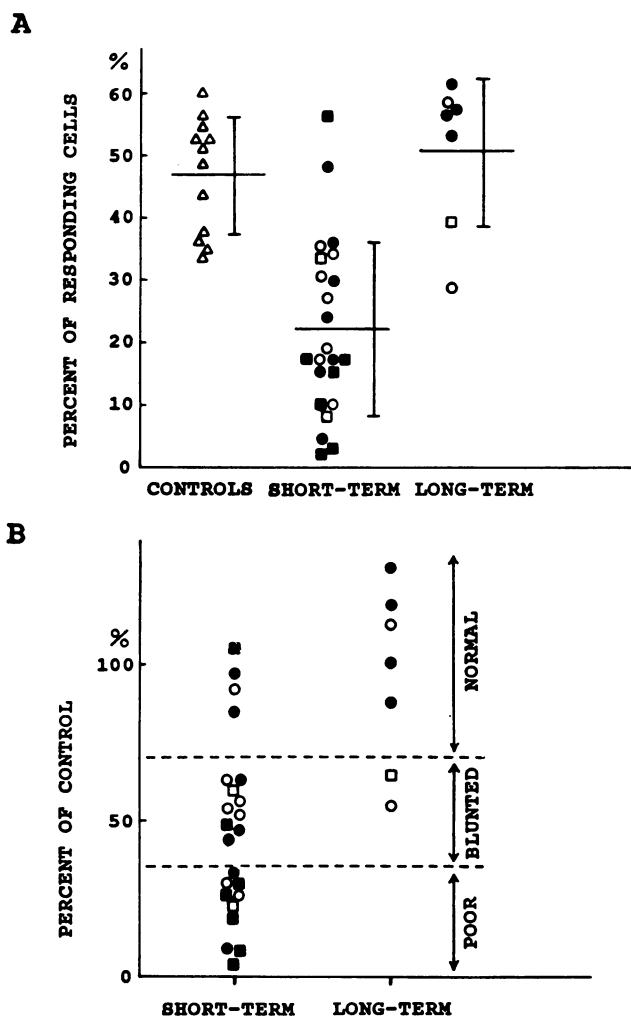 A
%
PERCENT OF RESPONDING CELLS
60
50
40
30
20
10
0
CONTROLS SHORT-TERM LONG-TERM
B
%
PERCENT OF CONTROL
100
50
0
NORMAL
BLUNTED
POOR
SHORT-TERM LONG-TERM